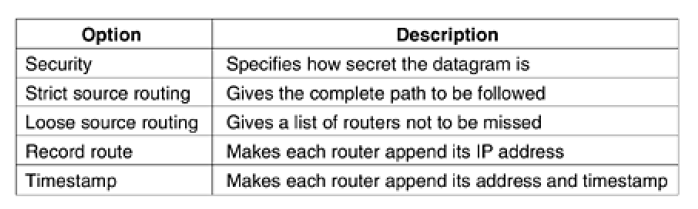 Option Description
Security Specifies how secret the datagram is
Strict source routing Gives the complete path to be followed
Loose source routing Gives a list of routers not to be missed
Record route Makes each router append its IP address
Timestamp Makes each router append its address and timestamp